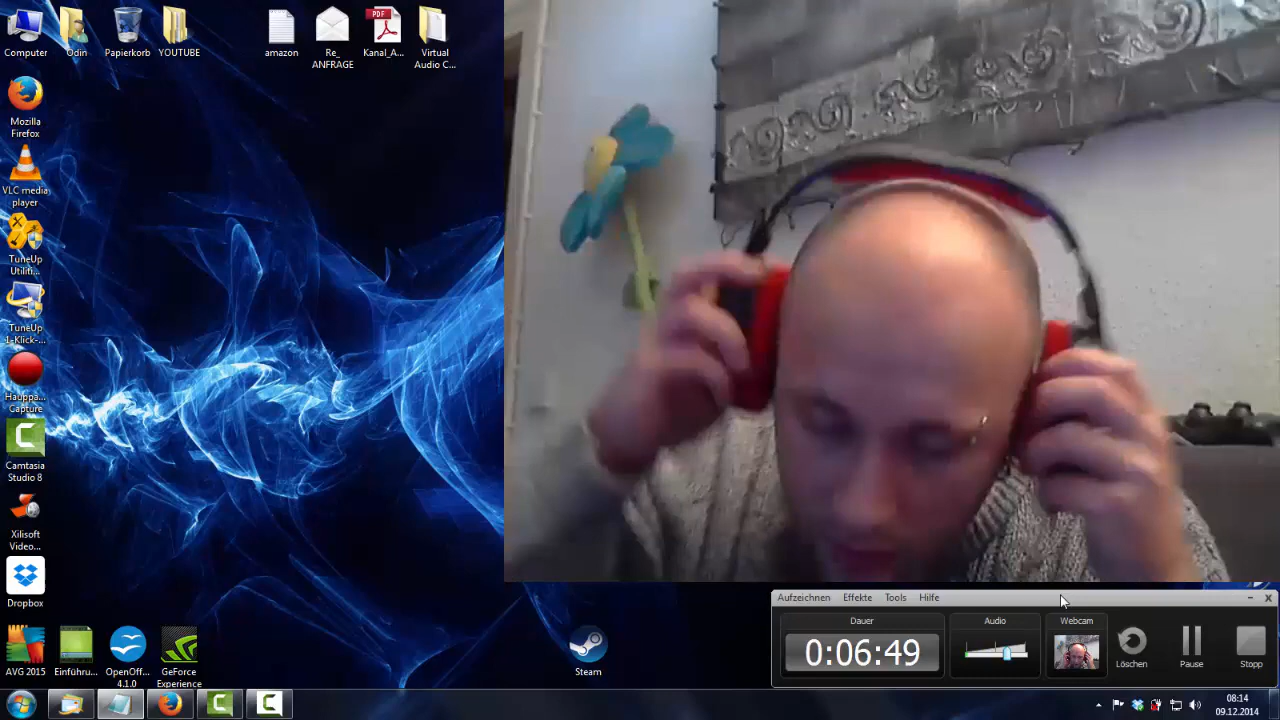 Computer
Odin
Papierkorb
YOUTUBE
amazon
Re_
ANFRAGE
PDF
Kanal_A...
Virtual
Audio C...
Mozilla
Firefox
VLC media
player
TuneUp
Utiliti...
TuneUp
1-Klick-...
Hauppa...
Capture
Camtasia
Studio 8
Xilisoft
Video...
Dropbox
AVG 2015
Einführu...
OpenOff...
4.1.0
GeForce
Experience
Steam
Aufzeichnen Effekte Tools Hilfe
Dauer
0:06:49
Audio
Webcam
Löschen
Pause
Stopp
08:14
09.12.2014